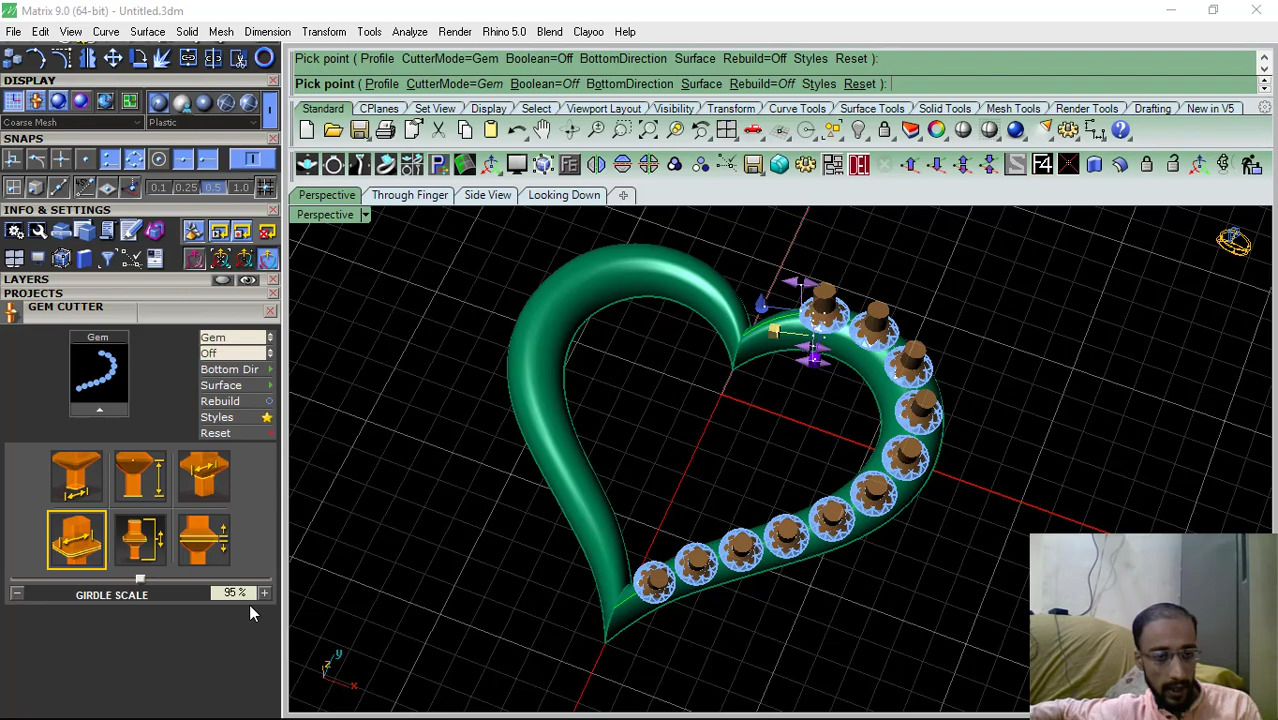 Matrix 9.0 (64-bit) - Untitled.3dm
File Edit View Curve Surface Solid Mesh Dimension Transform Tools Analyze Render Rhino 5.0 Blend Clayoo Help
Pick point ( Profile CutterMode=Gem Boolean=Off BottomDirection Surface Rebuild=Off Styles Reset ):
Pick point ( Profile CutterMode=Gem Boolean=Off BottomDirection Surface Rebuild=Off Styles Reset ):
DISPLAY
Coarse Mesh Plastic
Standard CPlanes Set View Display Select Viewport Layout Visibility Transform Curve Tools Surface Tools Solid Tools Mesh Tools Render Tools Drafting New in V5
SNAPS
0.1 0.25 0.5 1.0
F4
DEL
Perspective Through Finger Side View Looking Down
INFO & SETTINGS
Perspective
LAYERS
PROJECTS
GEM CUTTER
Gem
Gem
Off
Bottom Dir
Surface
Rebuild
Styles
Reset
GIRDLE SCALE 95 %
z y x